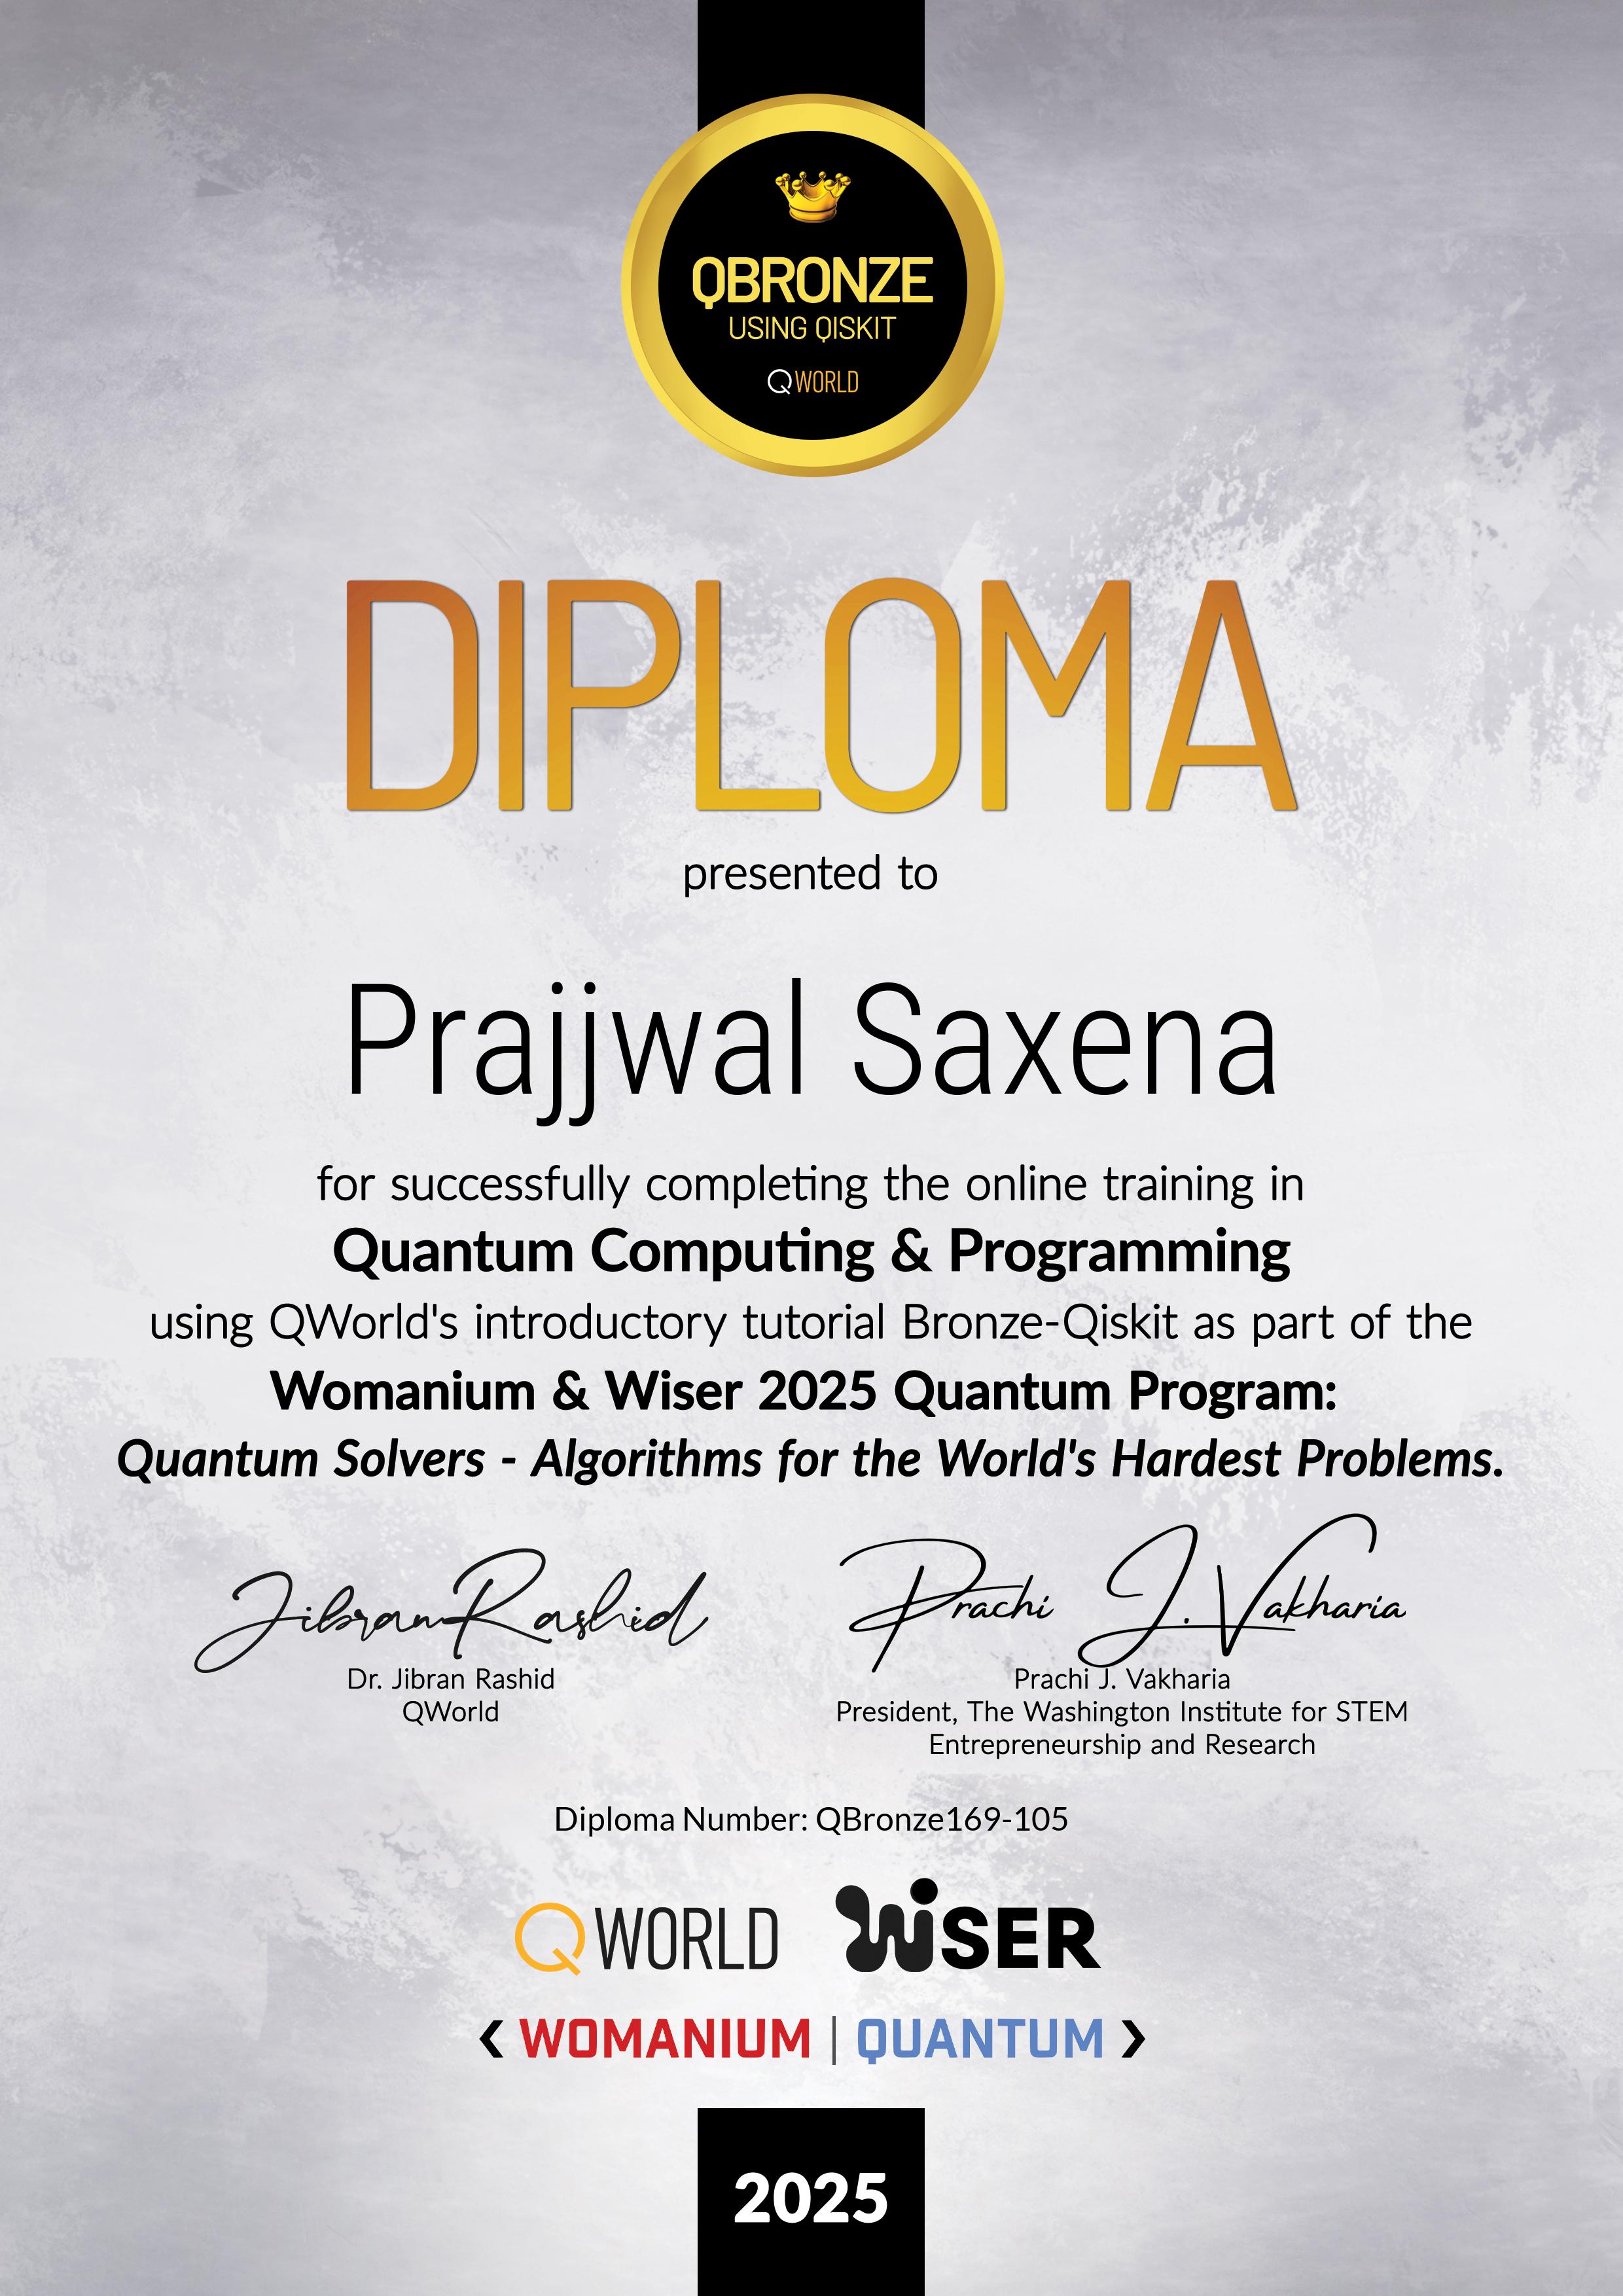 QBRONZE
USING QISKIT
QWORLD
DIPLOMA
presented to
Prajjwal Saxena
for successfully completing the online training in
Quantum Computing & Programming
using QWorld's introductory tutorial Bronze-Qiskit as part of the
Womanium & Wiser 2025 Quantum Program:
Quantum Solvers - Algorithms for the World's Hardest Problems.
Jibran Rashid
Prachi J. Vakharia
Dr. Jibran Rashid
QWorld
Prachi J. Vakharia
President, The Washington Institute for STEM
Entrepreneurship and Research
Diploma Number: QBronze169-105
QWORLD
WiSER
❮ WOMANIUM | QUANTUM ❯
2025